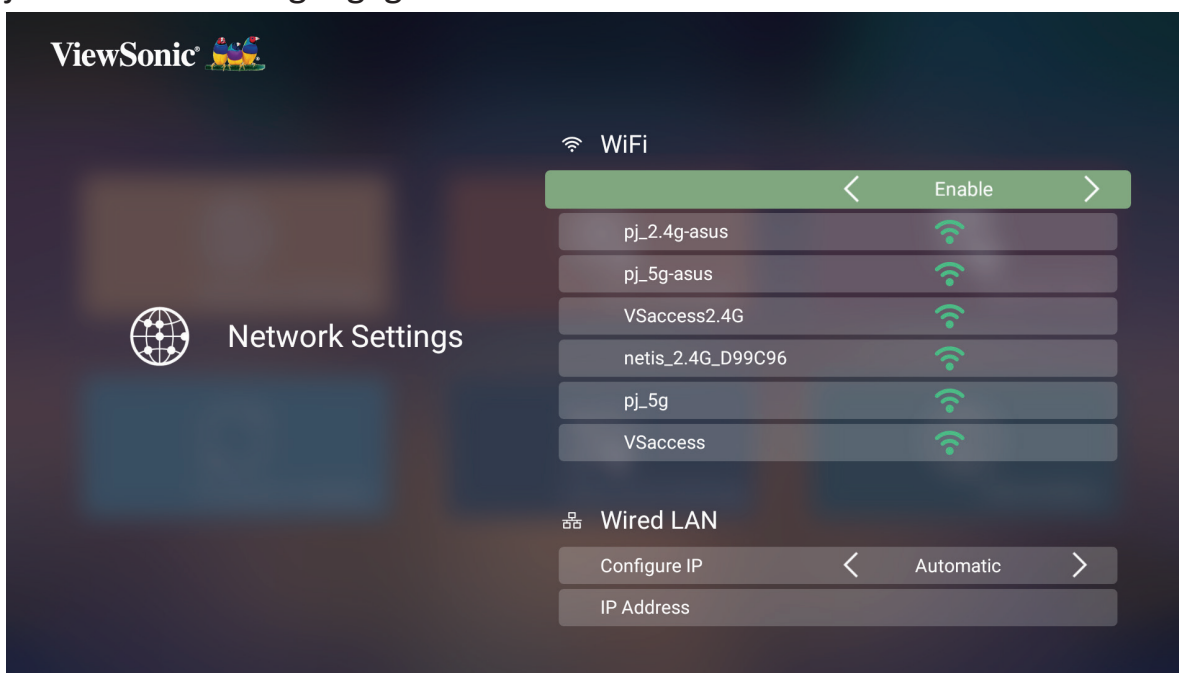 ViewSonic®
WiFi
Enable
pj_2.4g-asus
pj_5g-asus
VSaccess2.4G
netis_2.4G_D99C96
pj_5g
VSaccess
Network Settings
Wired LAN
Configure IP Automatic
IP Address